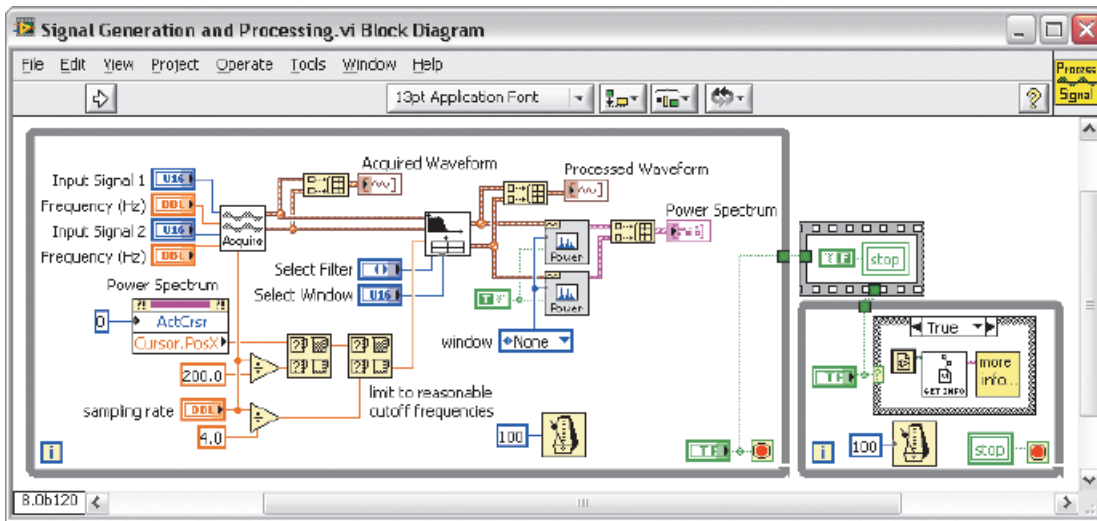 Signal Generation and Processing.vi Block Diagram
File Edit View Project Operate Tools Window Help
13pt Application Font
?
Process
Signal
Acquired Waveform
Processed Waveform
Power Spectrum
Input Signal 1 U16
Frequency (Hz) DBL
Input Signal 2 U16
Frequency (Hz) DBL
Acquire
Select Filter
Select Window U16
Power
Power
T F
window None
Power Spectrum
0
ActCrsr
Cursor.PosX
200.0
sampling rate DBL
4.0
limit to reasonable
cutoff frequencies
100
i
TF
stop
True
TF
GET INFO
more
info...
i
100
stop
8.0b120